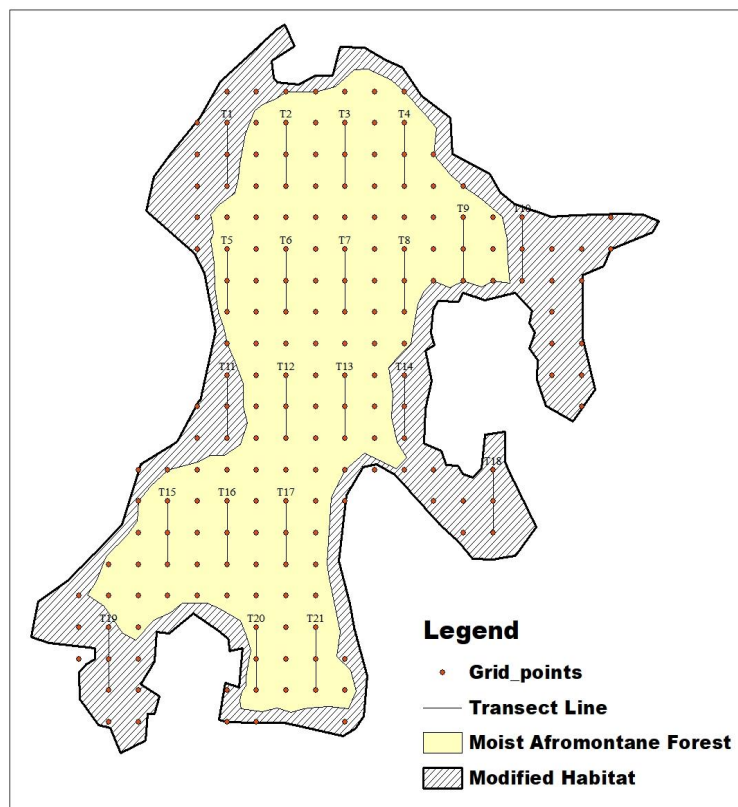 T1 T2 T3 T4
T9 T10
T5 T6 T7 T8
T11 T12 T13 T14
T18
T15 T16 T17
T19 T20 T21
Legend
Grid_points
Transect Line
Moist Afromontane Forest
Modified Habitat